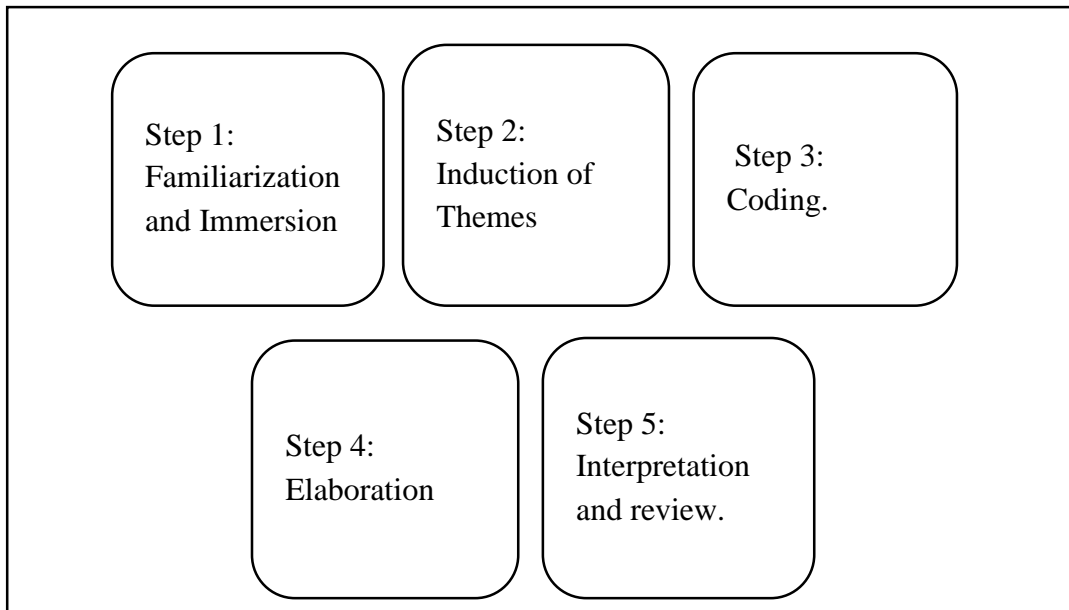 Step 1:
Familiarization
and Immersion
Step 2:
Induction of
Themes
Step 3:
Coding.
Step 4:
Elaboration
Step 5:
Interpretation
and review.